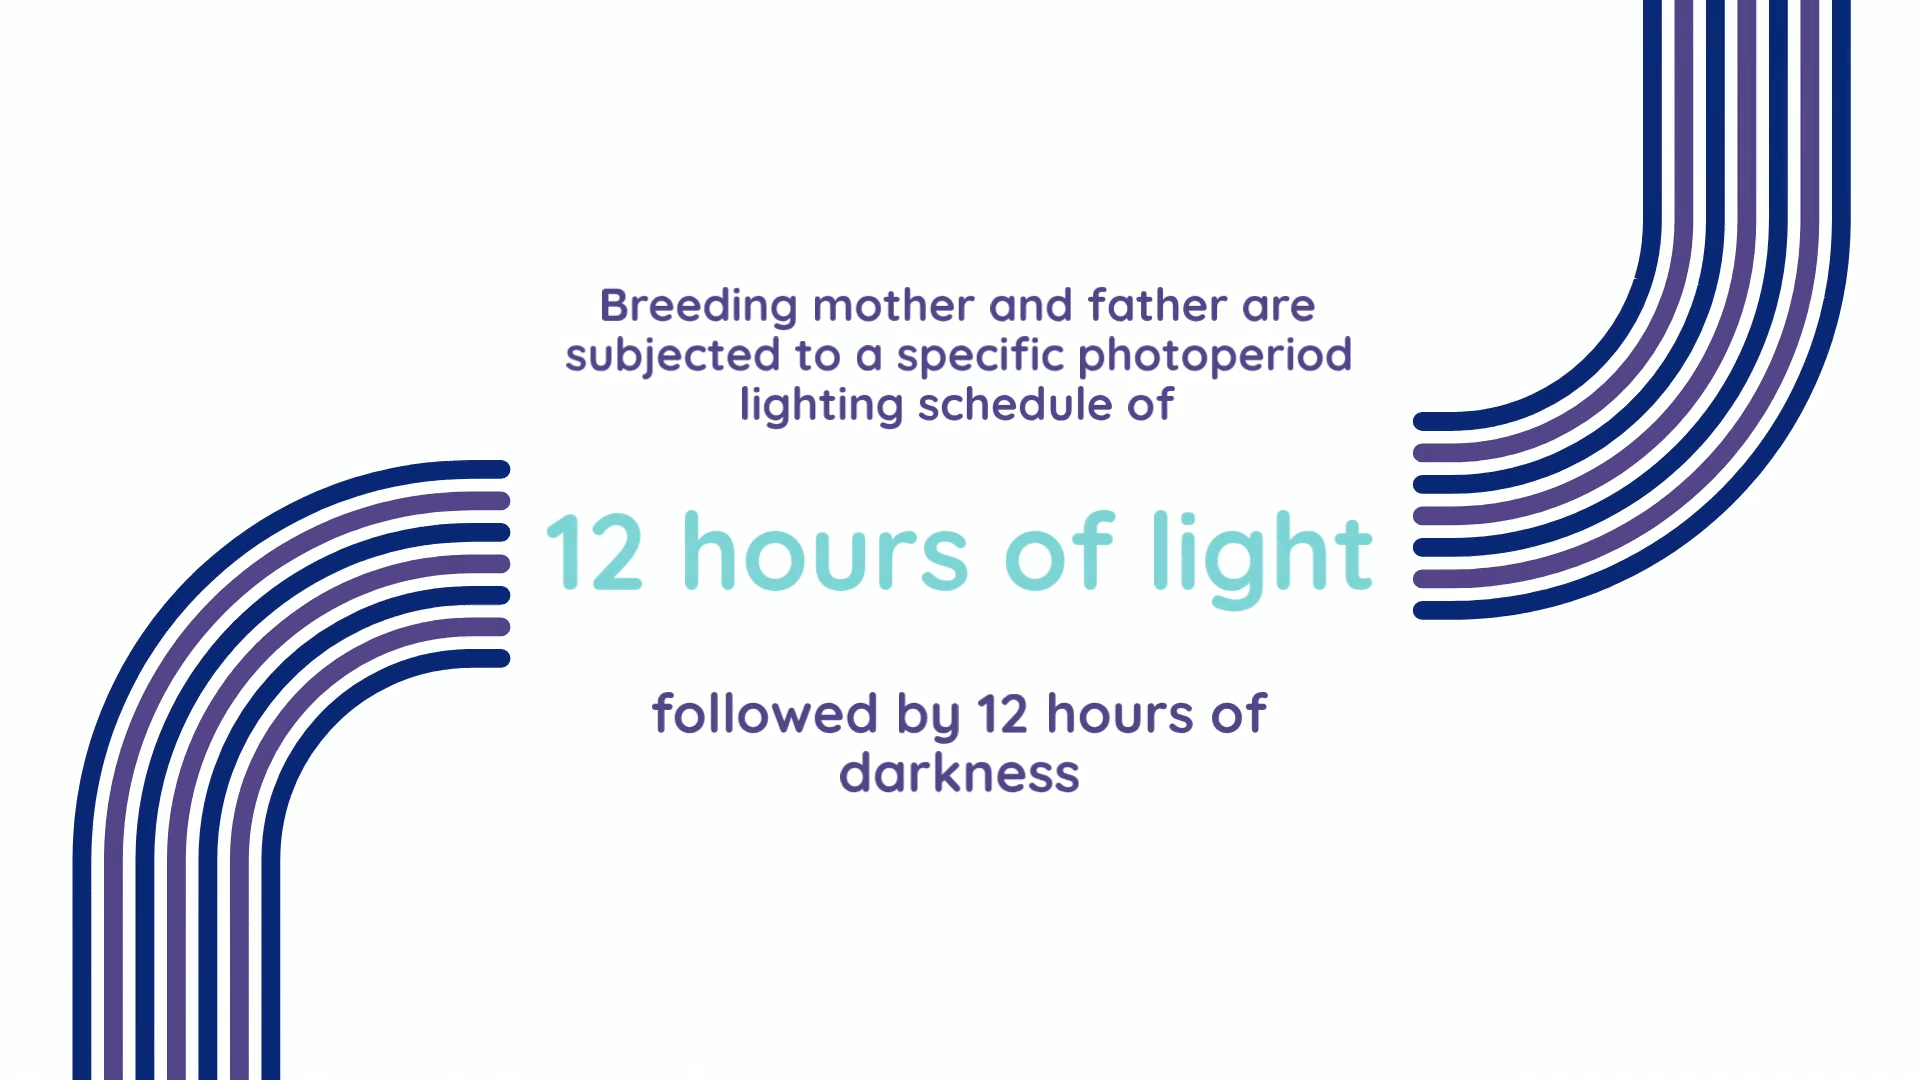 Breeding mother and father are
subjected to a specific photoperiod
lighting schedule of
12 hours of light
followed by 12 hours of
darkness